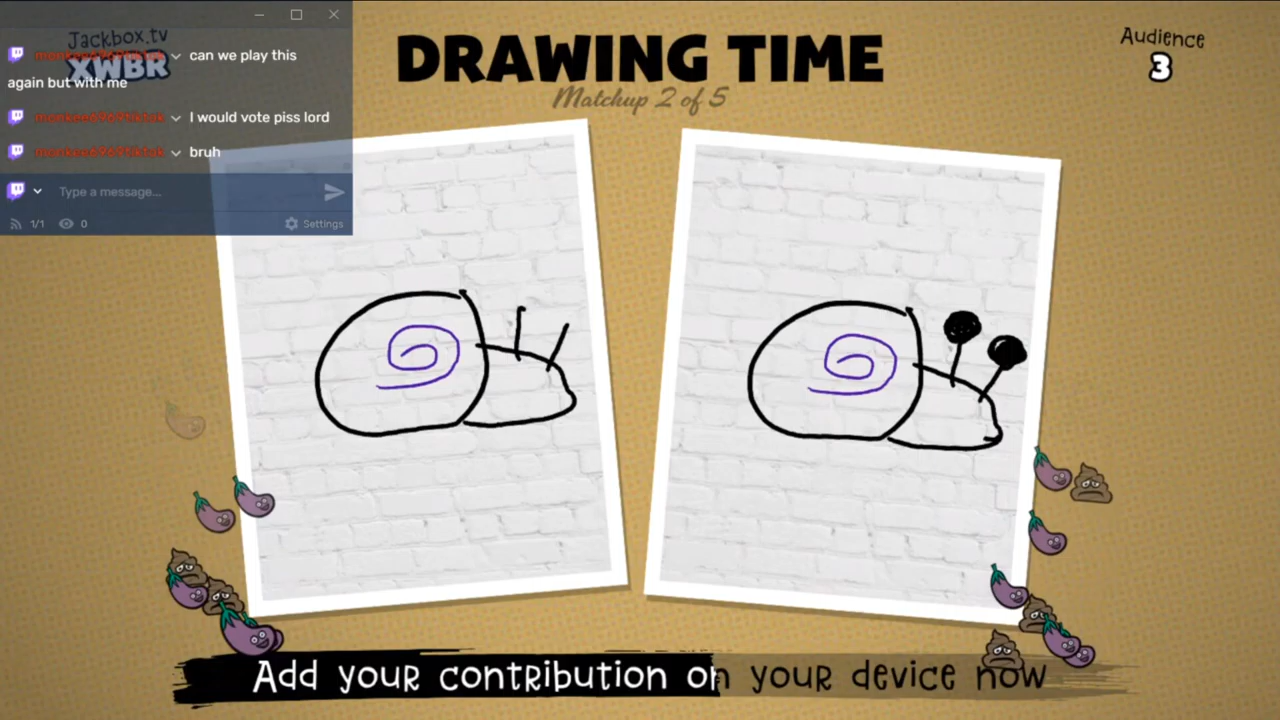 Jackbox.tv
XWBR
can we play this
again but with me
I would vote piss lord
bruh
Type a message...
1/1 0 Settings
DRAWING TIME
Matchup 2 of 5
Audience
3
Add your contribution on your device now